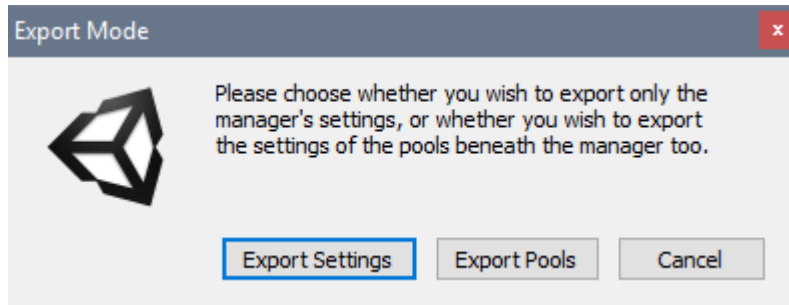 Export Mode
x
Please choose whether you wish to export only the
manager's settings, or whether you wish to export
the settings of the pools beneath the manager too.
Export Settings
Export Pools
Cancel